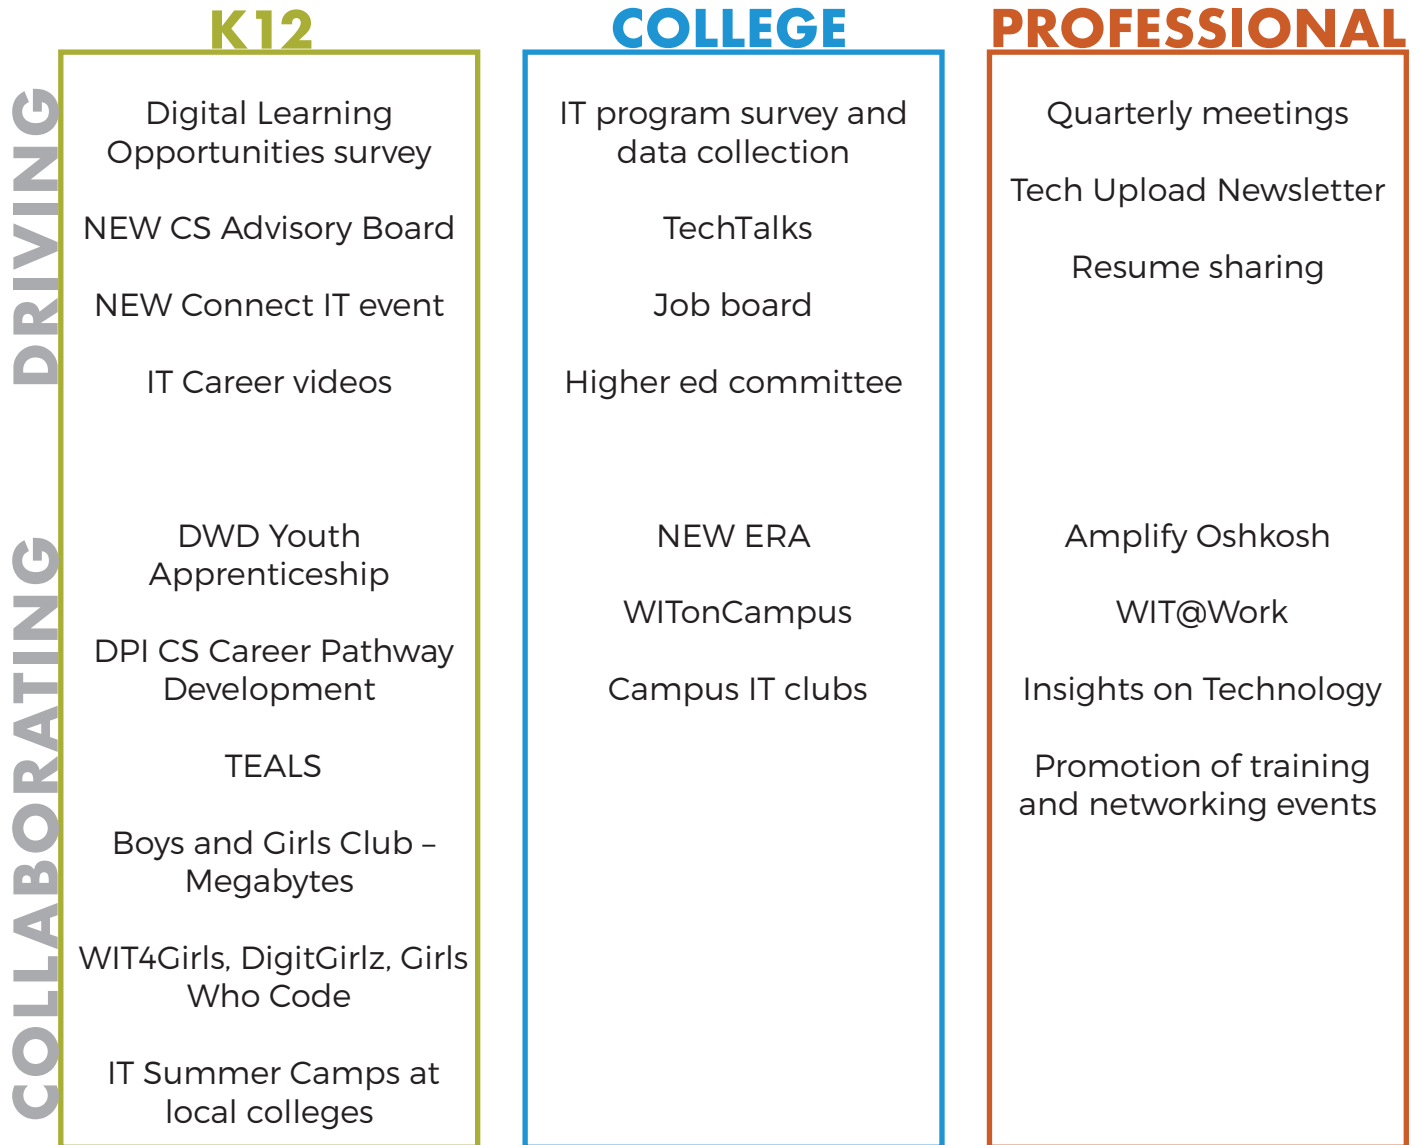 K12
COLLEGE
PROFESSIONAL
DRIVING
Digital Learning
Opportunities survey
NEW CS Advisory Board
NEW Connect IT event
IT Career videos
IT program survey and
data collection
TechTalks
Job board
Higher ed committee
Quarterly meetings
Tech Upload Newsletter
Resume sharing
COLLABORATING
DWD Youth
Apprenticeship
DPI CS Career Pathway
Development
TEALS
Boys and Girls Club –
Megabytes
WIT4Girls, DigitGirlz, Girls
Who Code
IT Summer Camps at
local colleges
NEW ERA
WITonCampus
Campus IT clubs
Amplify Oshkosh
WIT@Work
Insights on Technology
Promotion of training
and networking events